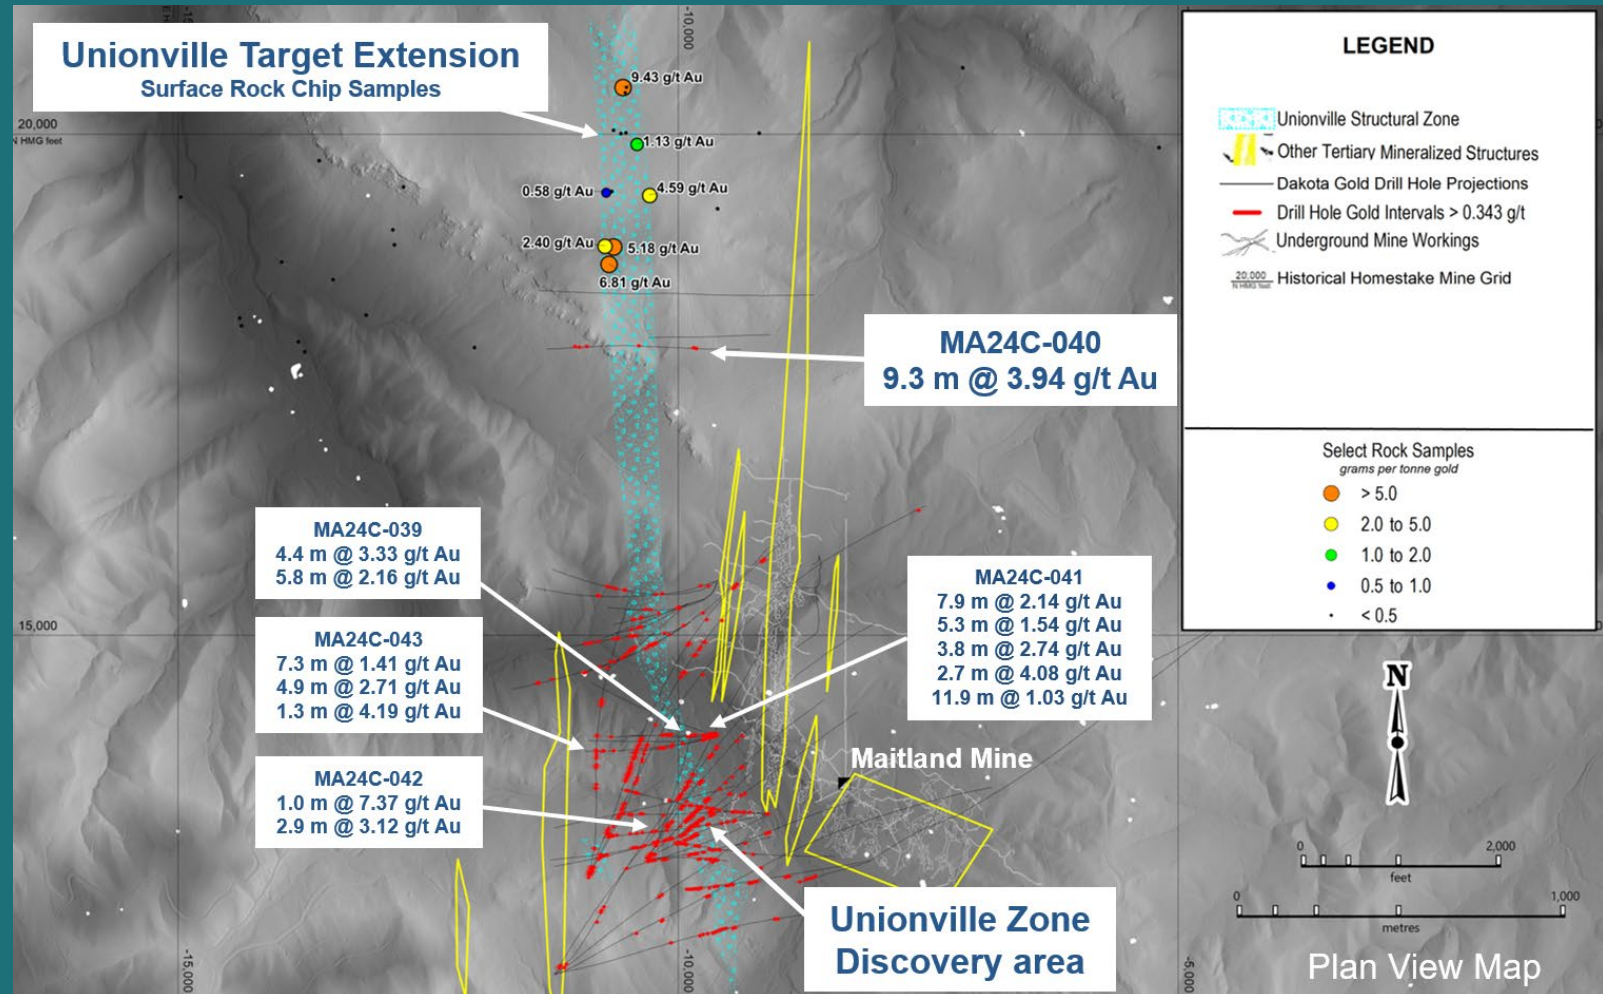 Unionville Target Extension
Surface Rock Chip Samples
-10,000
20,000
N HMG feet
9.43 g/t Au
1.13 g/t Au
0.58 g/t Au
4.59 g/t Au
2.40 g/t Au
5.18 g/t Au
6.81 g/t Au
MA24C-040
9.3 m @ 3.94 g/t Au
LEGEND
Unionville Structural Zone
Other Tertiary Mineralized Structures
Dakota Gold Drill Hole Projections
Drill Hole Gold Intervals > 0.343 g/t
Underground Mine Workings
20,000
N HMG feet
Historical Homestake Mine Grid
Select Rock Samples
grams per tonne gold
> 5.0
2.0 to 5.0
1.0 to 2.0
0.5 to 1.0
< 0.5
MA24C-039
4.4 m @ 3.33 g/t Au
5.8 m @ 2.16 g/t Au
MA24C-041
7.9 m @ 2.14 g/t Au
5.3 m @ 1.54 g/t Au
3.8 m @ 2.74 g/t Au
2.7 m @ 4.08 g/t Au
11.9 m @ 1.03 g/t Au
15,000
MA24C-043
7.3 m @ 1.41 g/t Au
4.9 m @ 2.71 g/t Au
1.3 m @ 4.19 g/t Au
MA24C-042
1.0 m @ 7.37 g/t Au
2.9 m @ 3.12 g/t Au
Maitland Mine
Unionville Zone
Discovery area
N
0 2,000
feet
0 1,000
metres
-15,000
-10,000
-5,000
Plan View Map